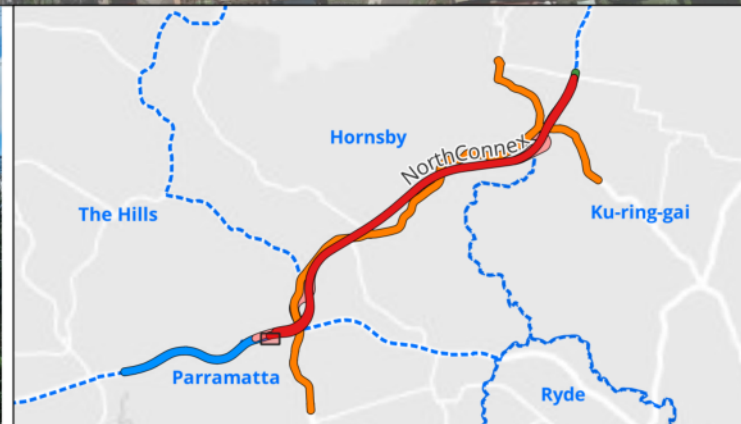 Hornsby
NorthConnex
The Hills
Ku-ring-gai
Parramatta
Ryde